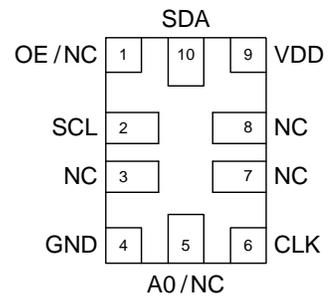 SDA
OE/NC 1 10 9 VDD
SCL 2 8 NC
NC 3 7 NC
GND 4 5 6 CLK
A0/NC